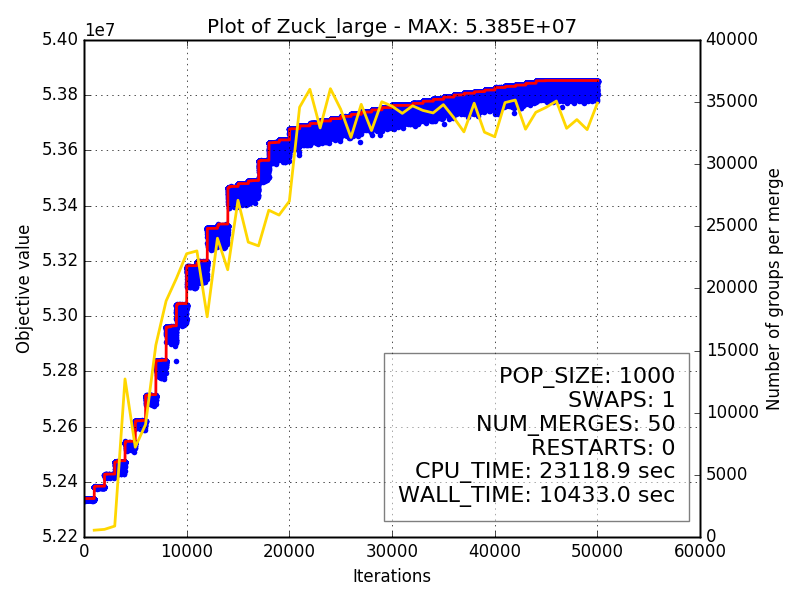 Plot of Zuck_large - MAX: 5.385E+07
1e7
5.40
5.38
5.36
5.34
5.32
5.30
5.28
5.26
5.24
5.22
Objective value
40000
35000
30000
25000
20000
15000
10000
5000
0
Number of groups per merge
POP_SIZE: 1000
SWAPS: 1
NUM_MERGES: 50
RESTARTS: 0
CPU_TIME: 23118.9 sec
WALL_TIME: 10433.0 sec
0 10000 20000 30000 40000 50000 60000
Iterations